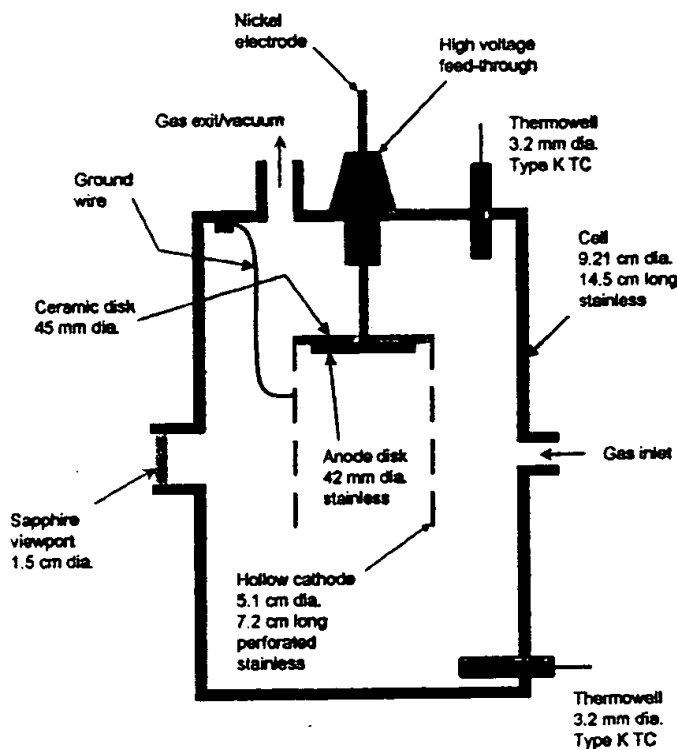 Nickel
electrode
High voltage
feed-through
Gas exit/vacuum
Thermowell
3.2 mm dia.
Type K TC
Ground
wire
Cell
9.21 cm dia.
14.5 cm long
stainless
Ceramic disk
45 mm dia.
Anode disk
42 mm dia.
stainless
Gas inlet
Sapphire
viewport
1.5 cm dia.
Hollow cathode
5.1 cm dia.
7.2 cm long
perforated
stainless
Thermowell
3.2 mm dia.
Type K TC